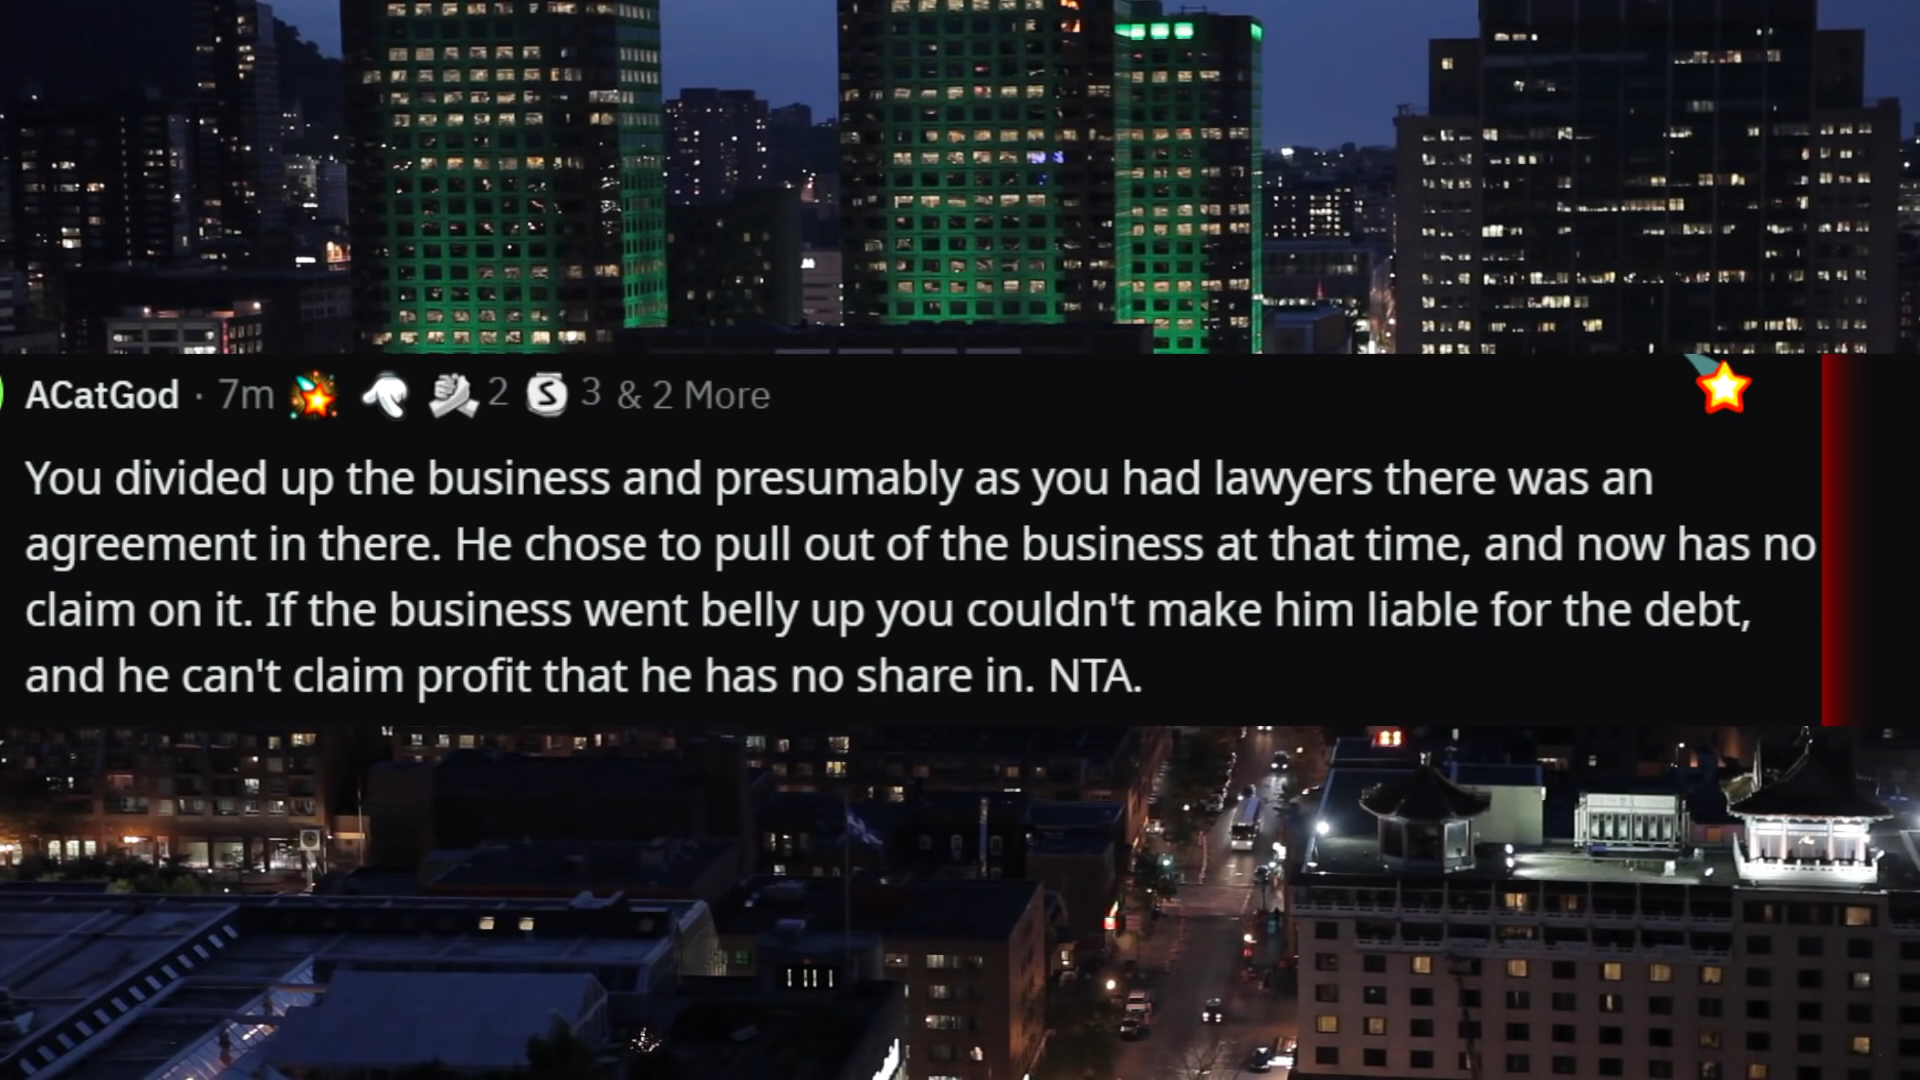 ACatGod · 7m 2 3 & 2 More
You divided up the business and presumably as you had lawyers there was an
agreement in there. He chose to pull out of the business at that time, and now has no
claim on it. If the business went belly up you couldn't make him liable for the debt,
and he can't claim profit that he has no share in. NTA.